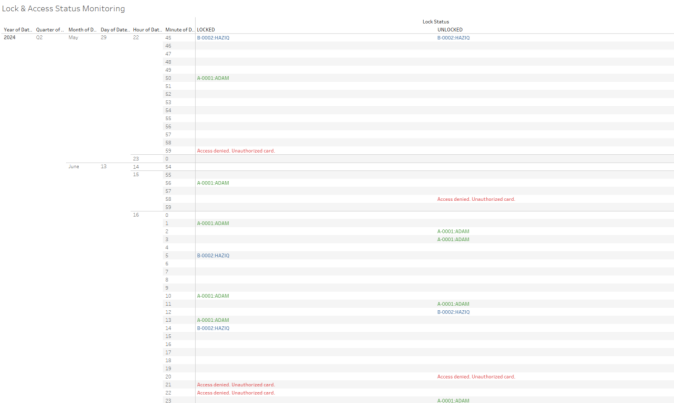 Lock & Access Status Monitoring
Lock Status
Year of Dat.. Quarter of .. Month of D.. Day of Date.. Hour of Dat.. Minute of D.. LOCKED UNLOCKED
2024 02 May 29 22 45 B-0002:HAZIQ B-0002:HAZIQ
46
47
48
49
50 A-0001:ADAM
51
52
53
54
55
56
57
58
59 Access denied. Unauthorized card.
23 0
June 13 14 54
15 55
56 A-0001:ADAM
57
58 Access denied. Unauthorized card.
59
16 0
1 A-0001:ADAM
2 A-0001:ADAM
3 A-0001:ADAM
4
5 B-0002:HAZIQ
6
7
8
9
10 A-0001:ADAM
11 A-0001:ADAM
12 B-0002:HAZIQ
13 A-0001:ADAM
14 B-0002:HAZIQ
15
16
17
18
19
20 Access denied. Unauthorized card.
21 Access denied. Unauthorized card.
22 Access denied. Unauthorized card.
23 A-0001:ADAM